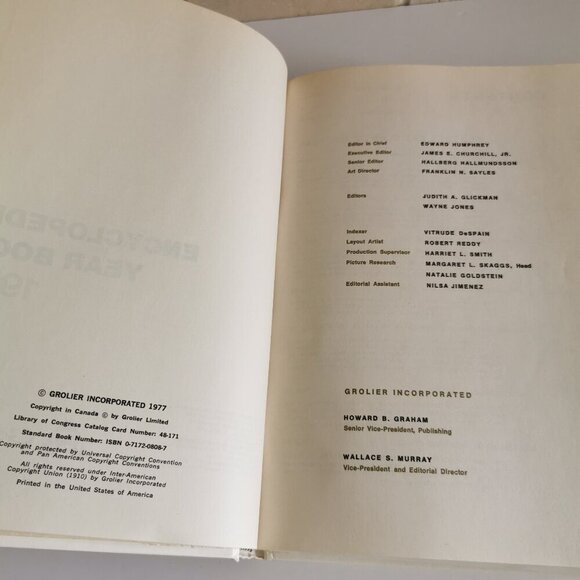 © GROLIER INCORPORATED 1977
Copyright in Canada © by Grolier Limited
Library of Congress Catalog Card Number: 48-171
Standard Book Number: ISBN 0-7172-0808-7
Copyright protected by Universal Copyright Convention
and Pan American Copyright Conventions
All rights reserved under Inter-American
Copyright Union (1910) by Grolier Incorporated
Printed in the United States of America
Editor in Chief EDWARD HUMPHREY
Executive Editor JAMES E. CHURCHILL, JR.
Senior Editor HALLBERG HALLMUNDSSON
Art Director FRANKLIN N. SAYLES
Editors JUDITH A. GLICKMAN
WAYNE JONES
Indexer VITRUDE DeSPAIN
Layout Artist ROBERT REDDY
Production Supervisor HARRIET L. SMITH
Picture Research MARGARET L. SKAGGS, Head
NATALIE GOLDSTEIN
Editorial Assistant NILSA JIMENEZ
GROLIER INCORPORATED
HOWARD B. GRAHAM
Senior Vice-President, Publishing
WALLACE S. MURRAY
Vice-President and Editorial Director